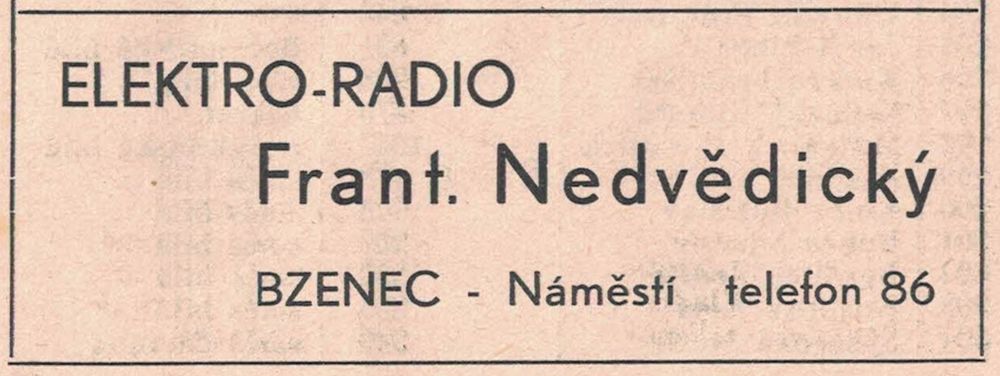 ELEKTRO-RADIO
Frant. Nedvědický
BZENEC - Náměstí telefon 86